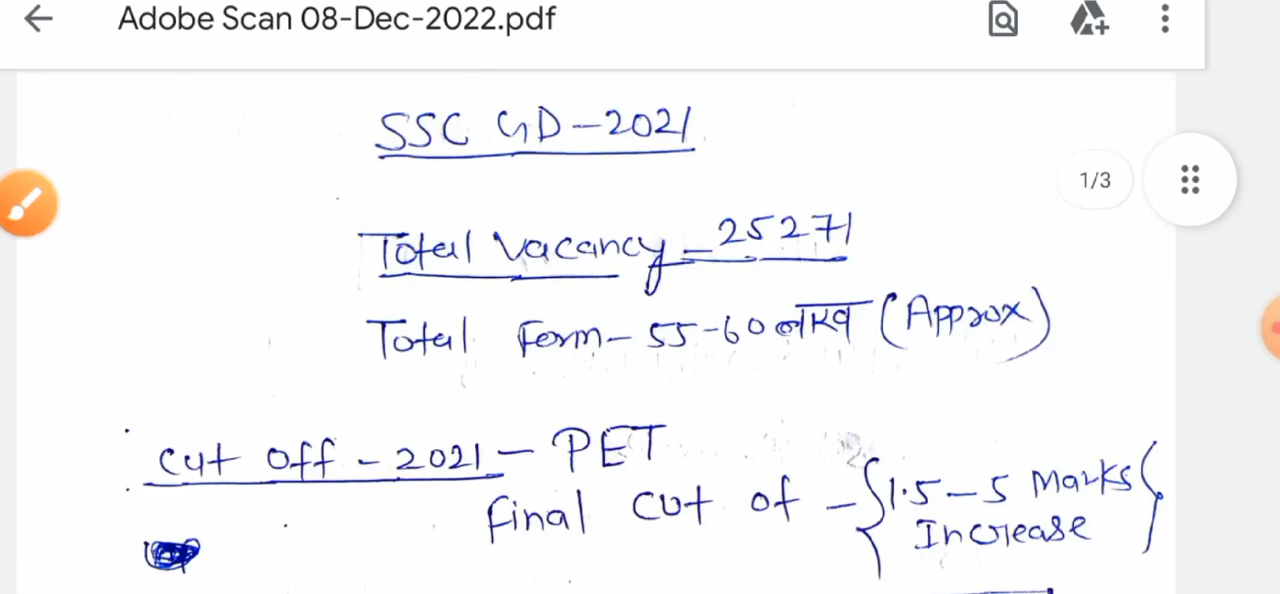 Adobe Scan 08-Dec-2022.pdf
SSC GD-2021
1/3
Total Vacancy - 25271
Total Form - 55-60 लाख (Approx)
Cut off - 2021 - PET
Final Cut of - {1.5-5 Marks
Increase}